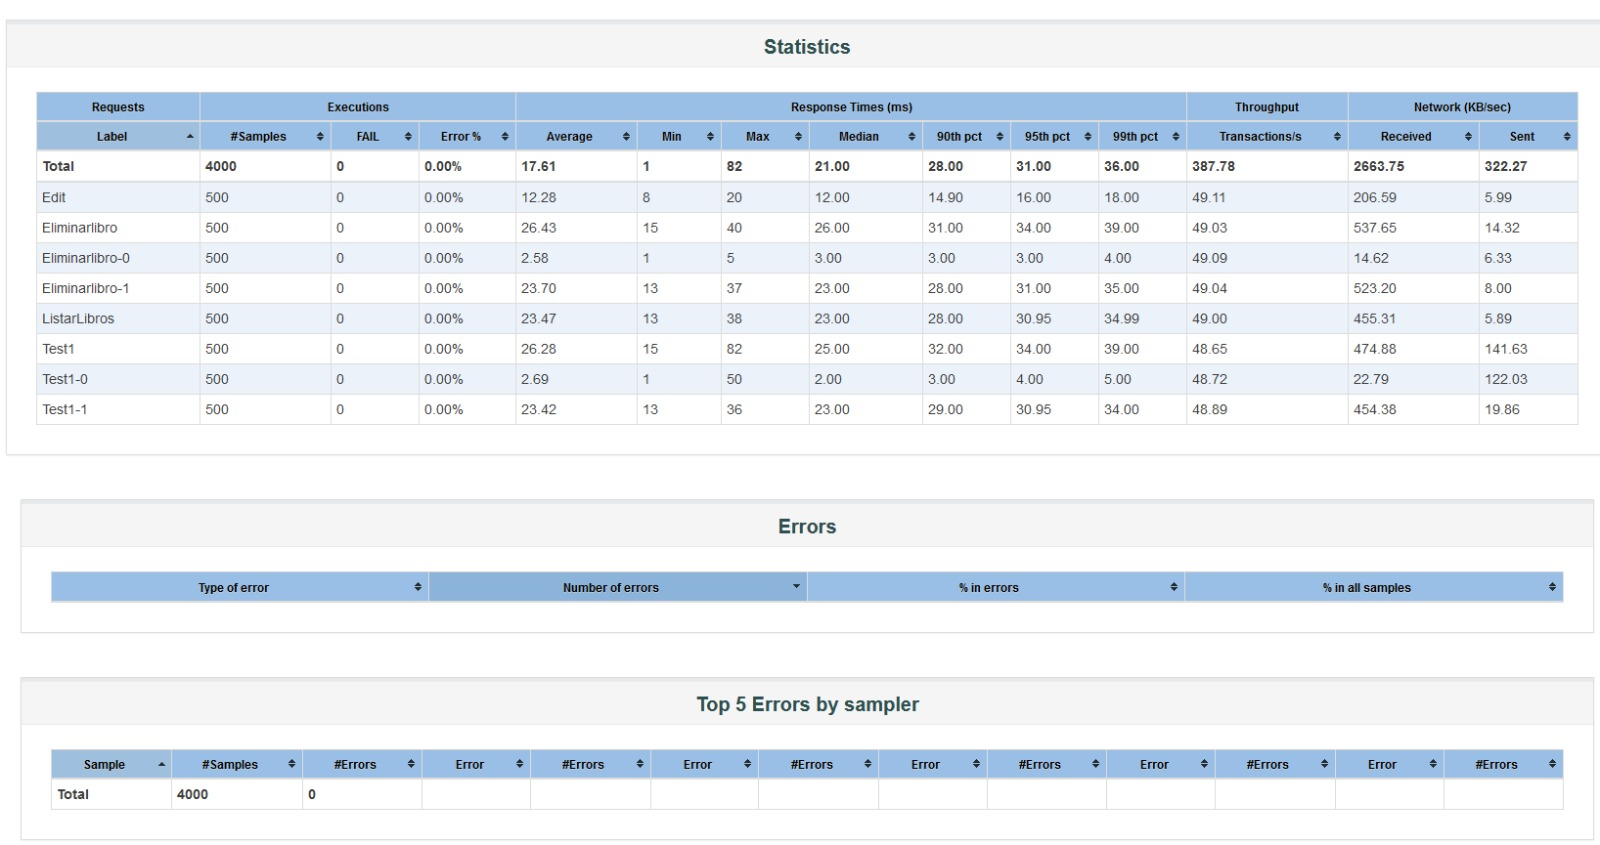 Statistics
Requests Executions Response Times (ms) Throughput Network (KB/sec)
Label #Samples FAIL Error % Average Min Max Median 90th pct 95th pct 99th pct Transactions/s Received Sent
Total 4000 0 0.00% 17.61 1 82 21.00 28.00 31.00 36.00 387.78 2663.75 322.27
Edit 500 0 0.00% 12.28 8 20 12.00 14.90 16.00 18.00 49.11 206.59 5.99
Eliminarlibro 500 0 0.00% 26.43 15 40 26.00 31.00 34.00 39.00 49.03 537.65 14.32
Eliminarlibro-0 500 0 0.00% 2.58 1 5 3.00 3.00 3.00 4.00 49.09 14.62 6.33
Eliminarlibro-1 500 0 0.00% 23.70 13 37 23.00 28.00 31.00 35.00 49.04 523.20 8.00
ListarLibros 500 0 0.00% 23.47 13 38 23.00 28.00 30.95 34.99 49.00 455.31 5.89
Test1 500 0 0.00% 26.28 15 82 25.00 32.00 34.00 39.00 48.65 474.88 141.63
Test1-0 500 0 0.00% 2.69 1 50 2.00 3.00 4.00 5.00 48.72 22.79 122.03
Test1-1 500 0 0.00% 23.42 13 36 23.00 29.00 30.95 34.00 48.89 454.38 19.86
Errors
Type of error Number of errors % in errors % in all samples
Top 5 Errors by sampler
Sample #Samples #Errors Error #Errors Error #Errors Error #Errors Error #Errors Error #Errors
Total 4000 0